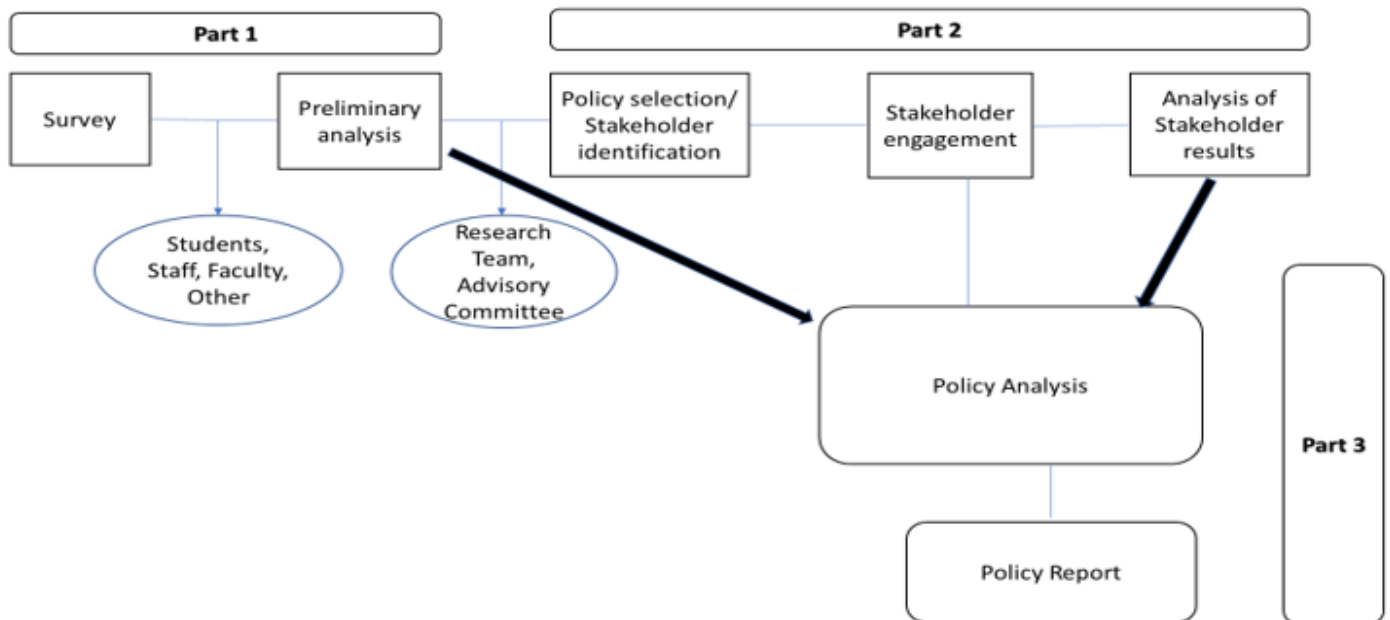 Part 1
Part 2
Survey
Preliminary
analysis
Policy selection/
Stakeholder
identification
Stakeholder
engagement
Analysis of
Stakeholder
results
Students,
Staff, Faculty,
Other
Research
Team,
Advisory
Committee
Policy Analysis
Part 3
Policy Report